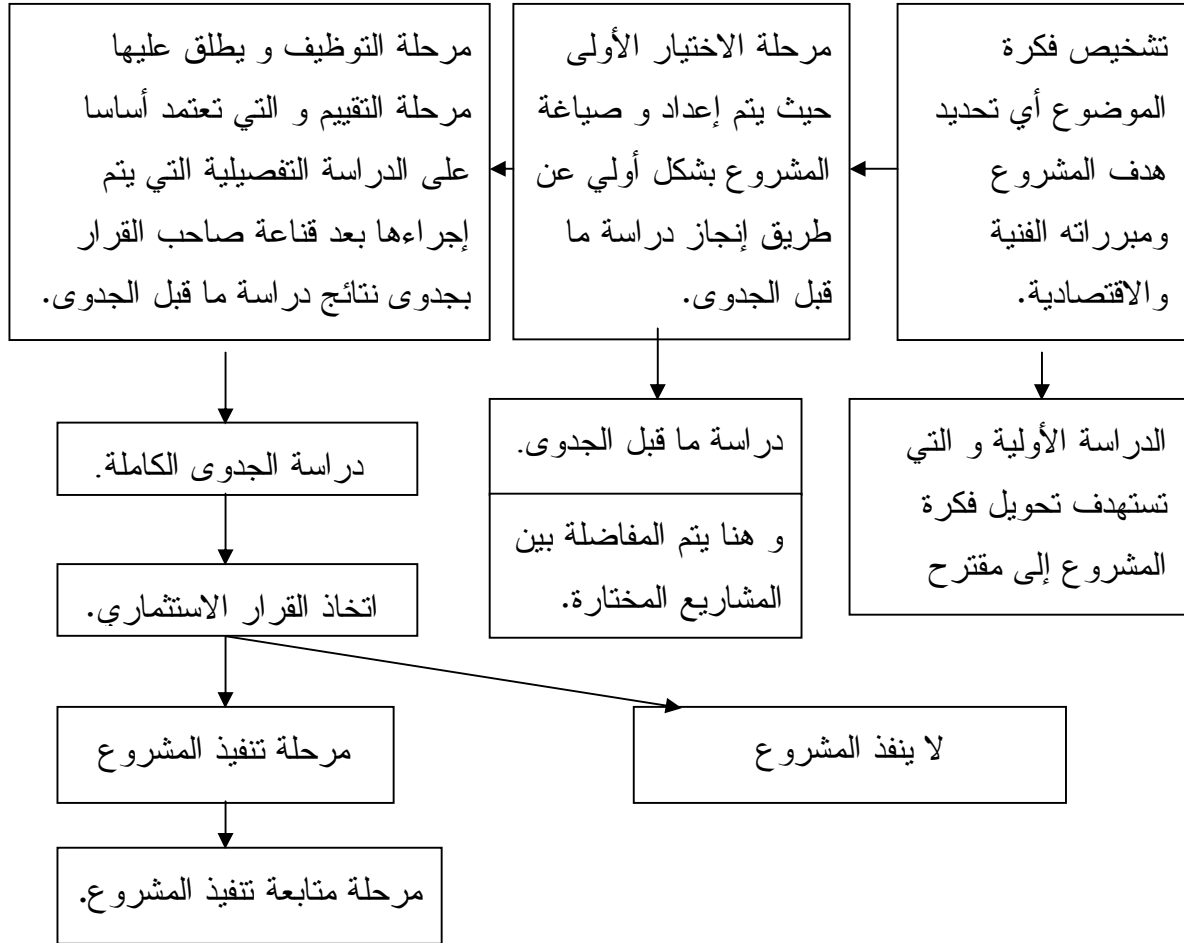 تشخيص فكرة
الموضوع أي تحديد
هدف المشروع
ومبرراته الفنية
والاقتصادية.
مرحلة الاختيار الأولى
حيث يتم إعداد و صياغة
المشروع بشكل أولي عن
طريق إنجاز دراسة ما
قبل الجدوى.
مرحلة التوظيف و يطلق عليها
مرحلة التقييم و التي تعتمد أساسا
على الدراسة التفصيلية التي يتم
إجراءها بعد قناعة صاحب القرار
بجدوى نتائج دراسة ما قبل الجدوى.
الدراسة الأولية و التي
تستهدف تحويل فكرة
المشروع إلى مقترح
دراسة ما قبل الجدوى.
و هنا يتم المفاضلة بين
المشاريع المختارة.
دراسة الجدوى الكاملة.
اتخاذ القرار الاستثماري.
لا ينفذ المشروع
مرحلة تنفيذ المشروع
مرحلة متابعة تنفيذ المشروع.